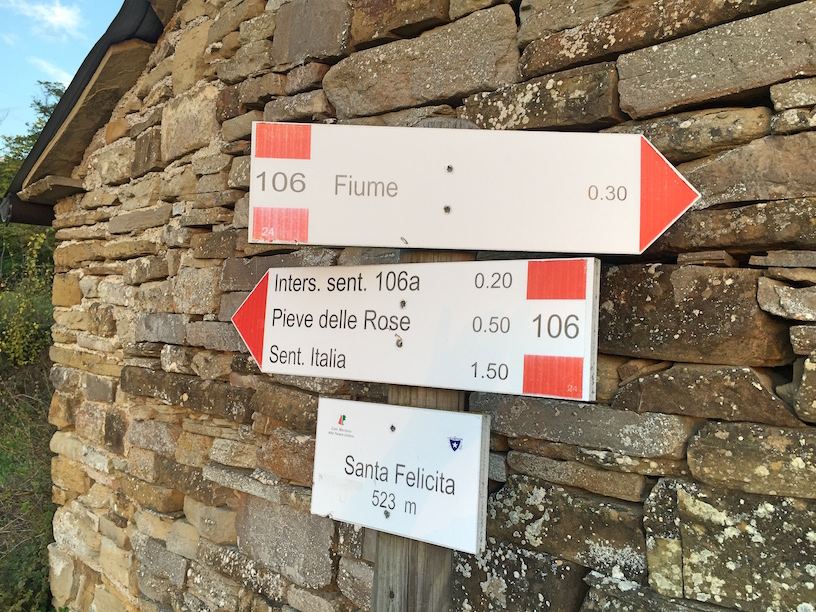 106 Fiume 0.30
24
Inters. sent. 106a 0.20
Pieve delle Rose 0.50 106
Sent. Italia 1.50
24
Santa Felicita
523 m